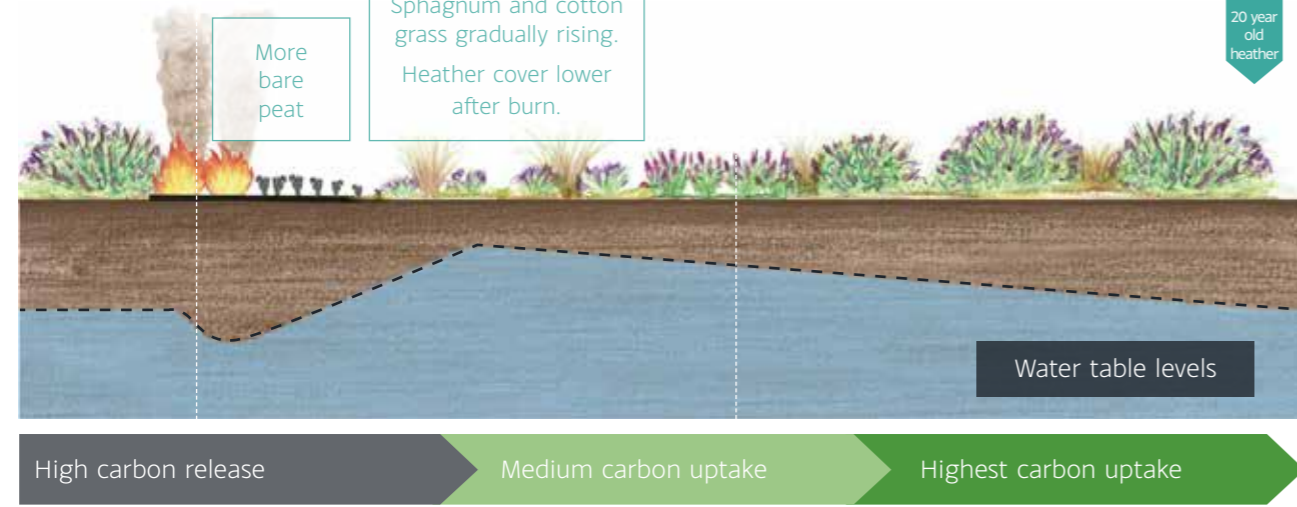 Sphagnum and cotton
grass gradually rising.
Heather cover lower
after burn.
More
bare
peat
20 year
old
heather
Water table levels
High carbon release
Medium carbon uptake
Highest carbon uptake